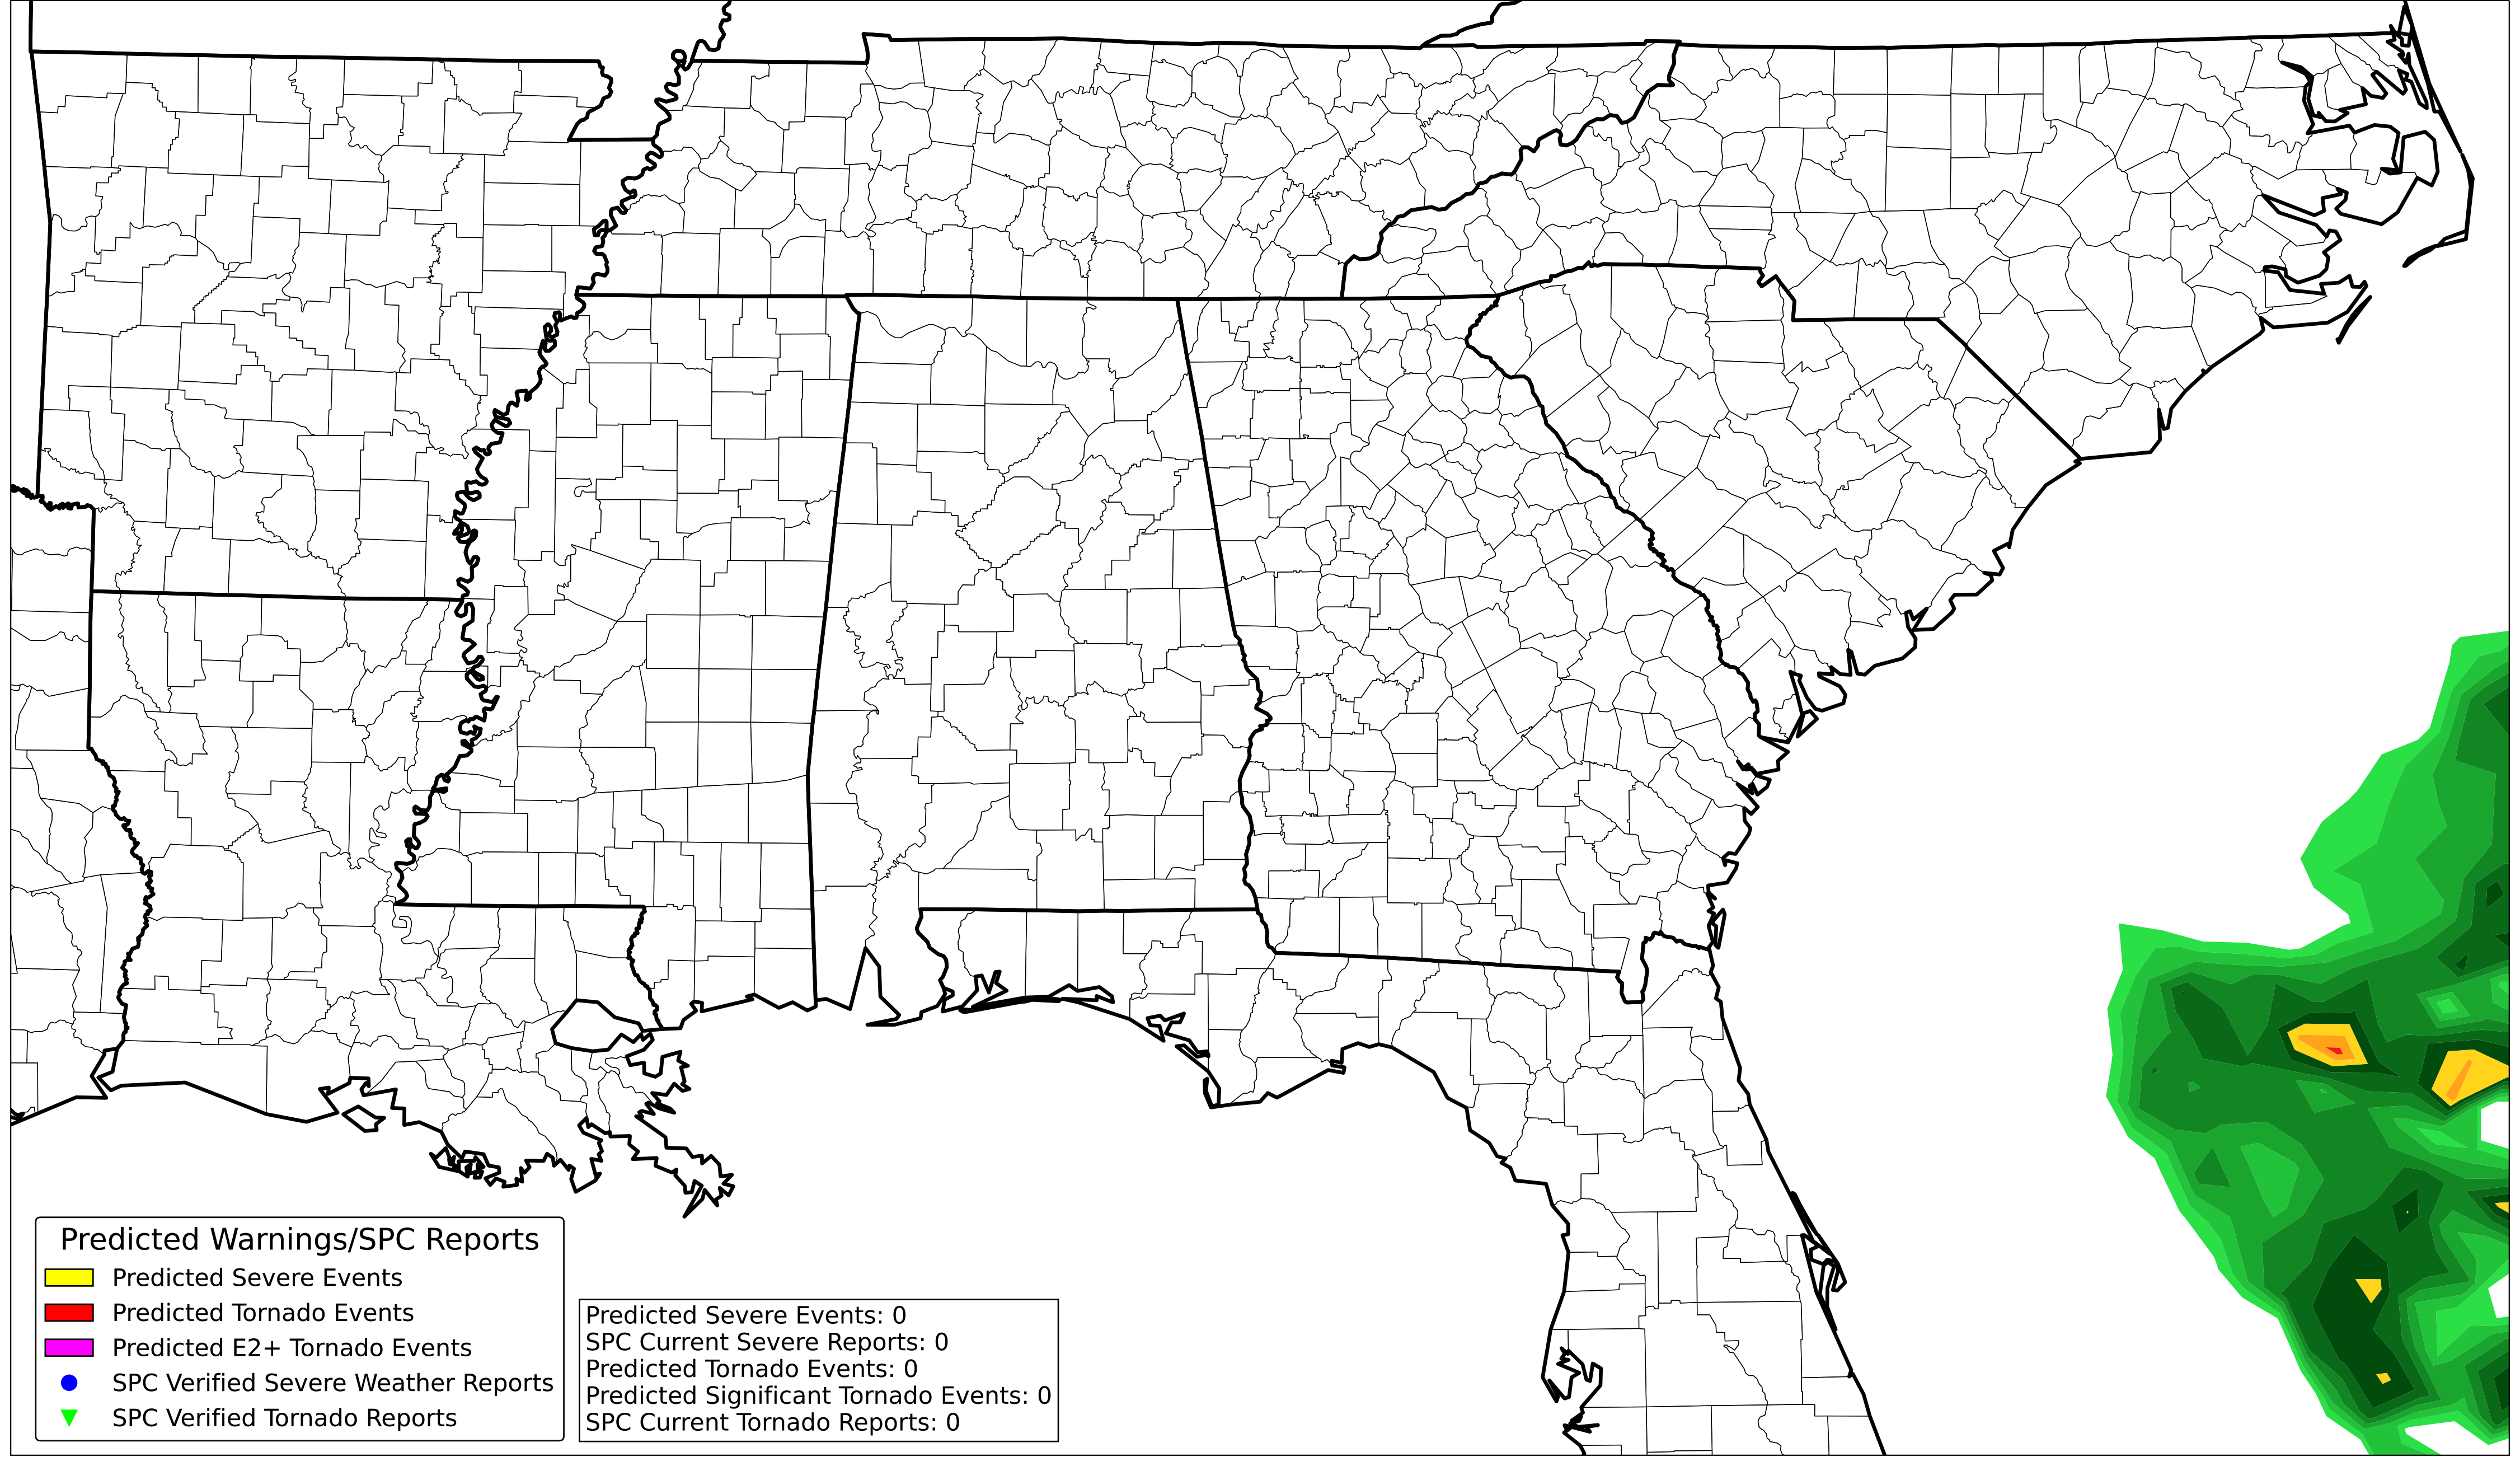 Predicted Warnings/SPC Reports
Predicted Severe Events
Predicted Tornado Events
Predicted E2+ Tornado Events
SPC Verified Severe Weather Reports
SPC Verified Tornado Reports
Predicted Severe Events: 0
SPC Current Severe Reports: 0
Predicted Tornado Events: 0
Predicted Significant Tornado Events: 0
SPC Current Tornado Reports: 0